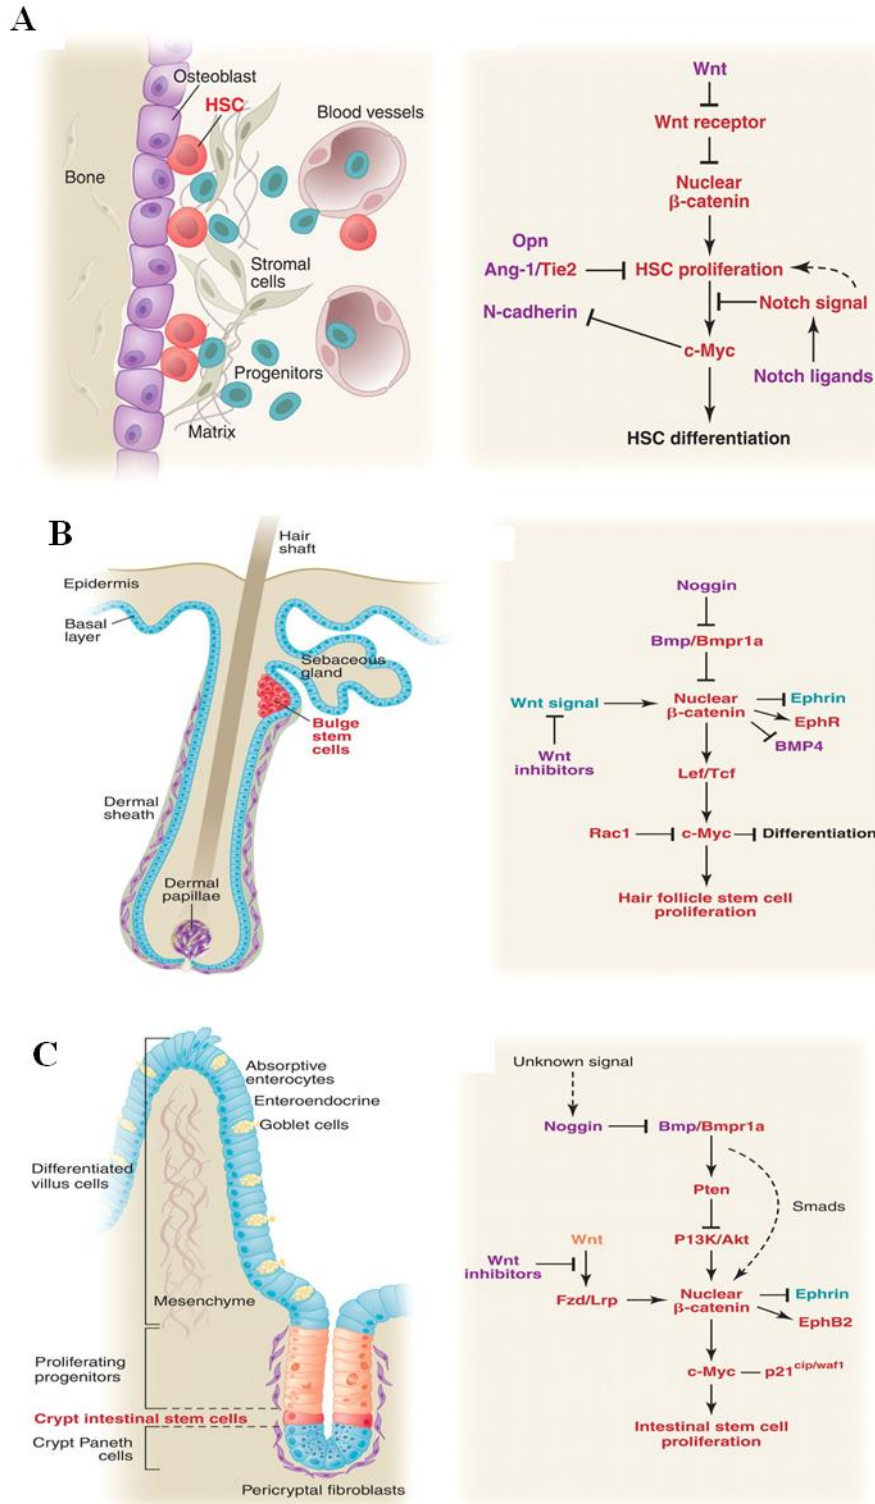 A
Osteoblast
HSC
Blood vessels
Bone
Stromal
cells
Progenitors
Matrix
Wnt
Wnt receptor
Nuclear
β-catenin
Opn
Ang-1/Tie2
HSC proliferation
N-cadherin
Notch signal
c-Myc
Notch ligands
HSC differentiation
B
Hair
shaft
Epidermis
Basal
layer
Sebaceous
gland
Bulge
stem
cells
Dermal
sheath
Dermal
papillae
Noggin
Bmp/Bmpr1a
Wnt signal
Nuclear
β-catenin
Ephrin
EphR
BMP4
Wnt
inhibitors
Lef/Tcf
Rac1
c-Myc
Differentiation
Hair follicle stem cell
proliferation
C
Absorptive
enterocytes
Enteroendocrine
Goblet cells
Differentiated
villus cells
Mesenchyme
Proliferating
progenitors
Crypt intestinal stem cells
Crypt Paneth
cells
Pericryptal fibroblasts
Unknown signal
Noggin
Bmp/Bmpr1a
Pten
Smads
P13K/Akt
Wnt
Wnt
inhibitors
Fzd/Lrp
Nuclear
β-catenin
Ephrin
EphB2
c-Myc
p21cip/waf1
Intestinal stem cell
proliferation